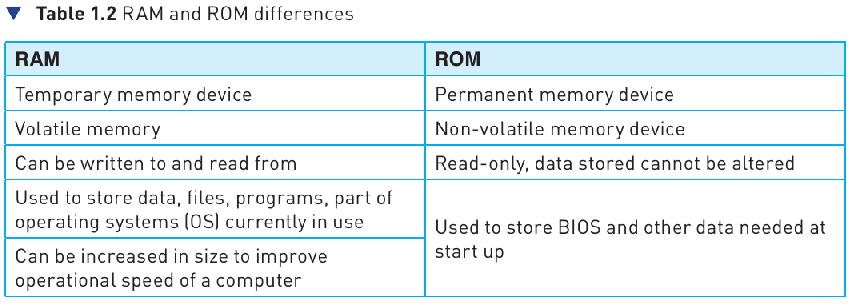 ▼ Table 1.2 RAM and ROM differences
RAM
ROM
Temporary memory device
Permanent memory device
Volatile memory
Non-volatile memory device
Can be written to and read from
Read-only, data stored cannot be altered
Used to store data, files, programs, part of
operating systems (OS) currently in use
Used to store BIOS and other data needed at
start up
Can be increased in size to improve
operational speed of a computer